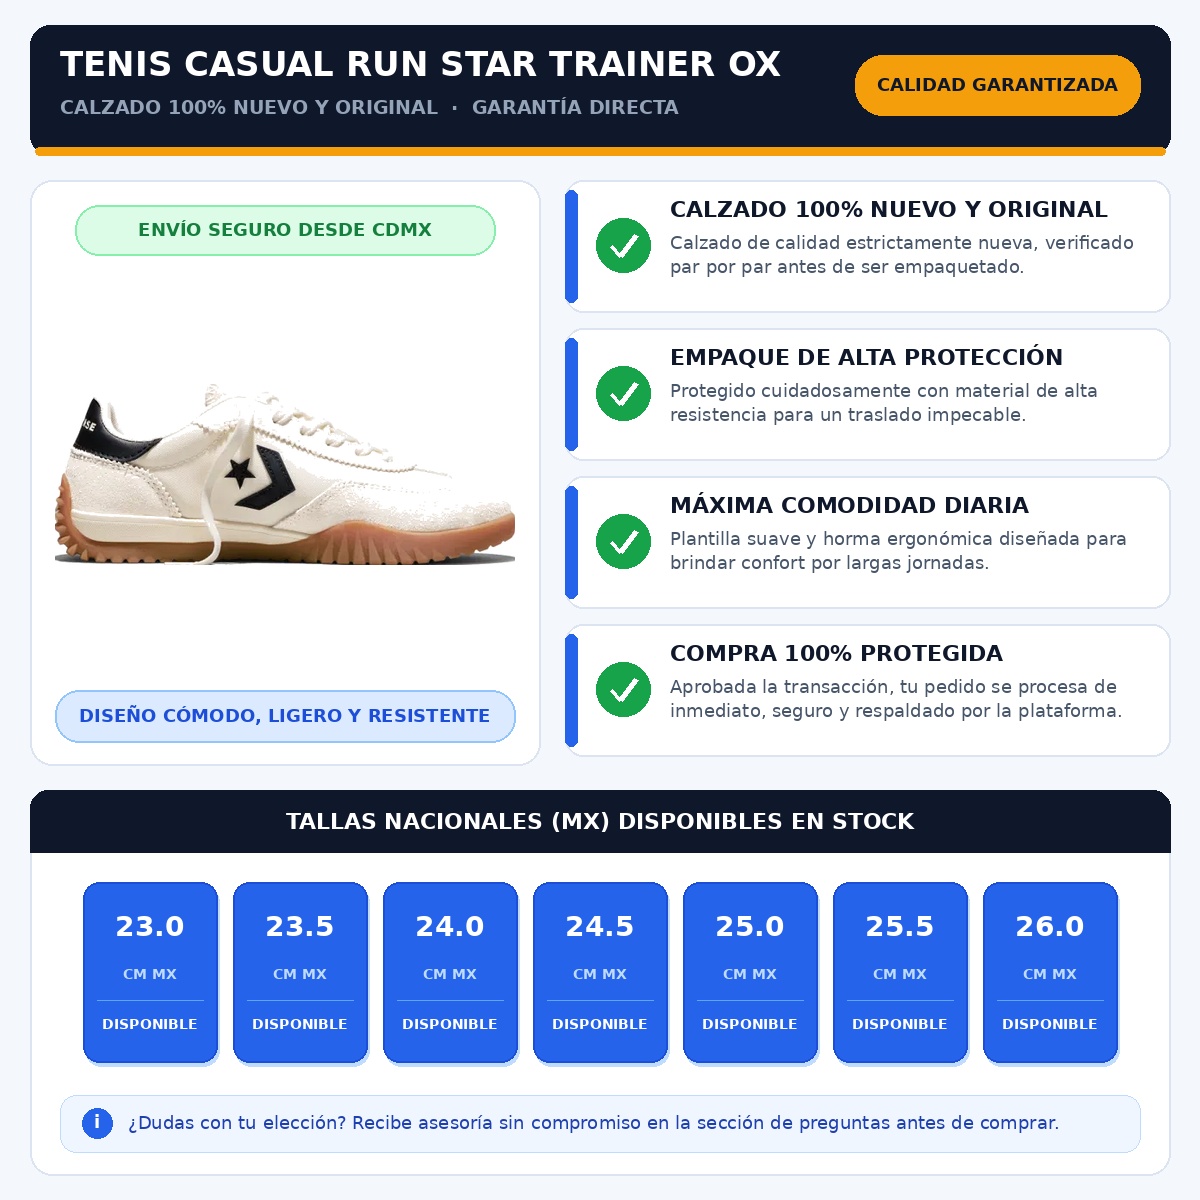 TENIS CASUAL RUN STAR TRAINER OX
CALZADO 100% NUEVO Y ORIGINAL · GARANTÍA DIRECTA
CALIDAD GARANTIZADA
ENVÍO SEGURO DESDE CDMX
DISEÑO CÓMODO, LIGERO Y RESISTENTE
CALZADO 100% NUEVO Y ORIGINAL
Calzado de calidad estrictamente nueva, verificado
par por par antes de ser empaquetado.
EMPAQUE DE ALTA PROTECCIÓN
Protegido cuidadosamente con material de alta
resistencia para un traslado impecable.
MÁXIMA COMODIDAD DIARIA
Plantilla suave y horma ergonómica diseñada para
brindar confort por largas jornadas.
COMPRA 100% PROTEGIDA
Aprobada la transacción, tu pedido se procesa de
inmediato, seguro y respaldado por la plataforma.
TALLAS NACIONALES (MX) DISPONIBLES EN STOCK
23.0 23.5 24.0 24.5 25.0 25.5 26.0
CM MX CM MX CM MX CM MX CM MX CM MX CM MX
DISPONIBLE DISPONIBLE DISPONIBLE DISPONIBLE DISPONIBLE DISPONIBLE DISPONIBLE
i ¿Dudas con tu elección? Recibe asesoría sin compromiso en la sección de preguntas antes de comprar.